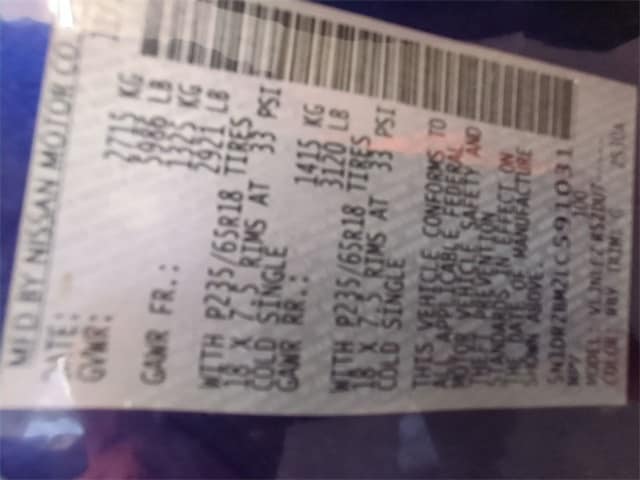 MFD BY NISSAN MOTOR CO
DATE:
GVWR: 2715 KG
5986 LB
GAWR FR.: 1325 KG
2921 LB
WITH P235/65R18 TIRES
18 X 7.5 RIMS AT 33 PSI
COLD SINGLE
GAWR RR.: 1415 KG
3120 LB
WITH P235/65R18 TIRES
18 X 7.5 RIMS AT 33 PSI
COLD SINGLE
THIS VEHICLE CONFORMS TO
ALL APPLICABLE FEDERAL
MOTOR VEHICLE SAFETY AND
THEFT PREVENTION
STANDARDS IN EFFECT ON
THE DATE OF MANUFACTURE
SHOWN ABOVE.
MPV
MODEL:
COLOR: TRIM: G